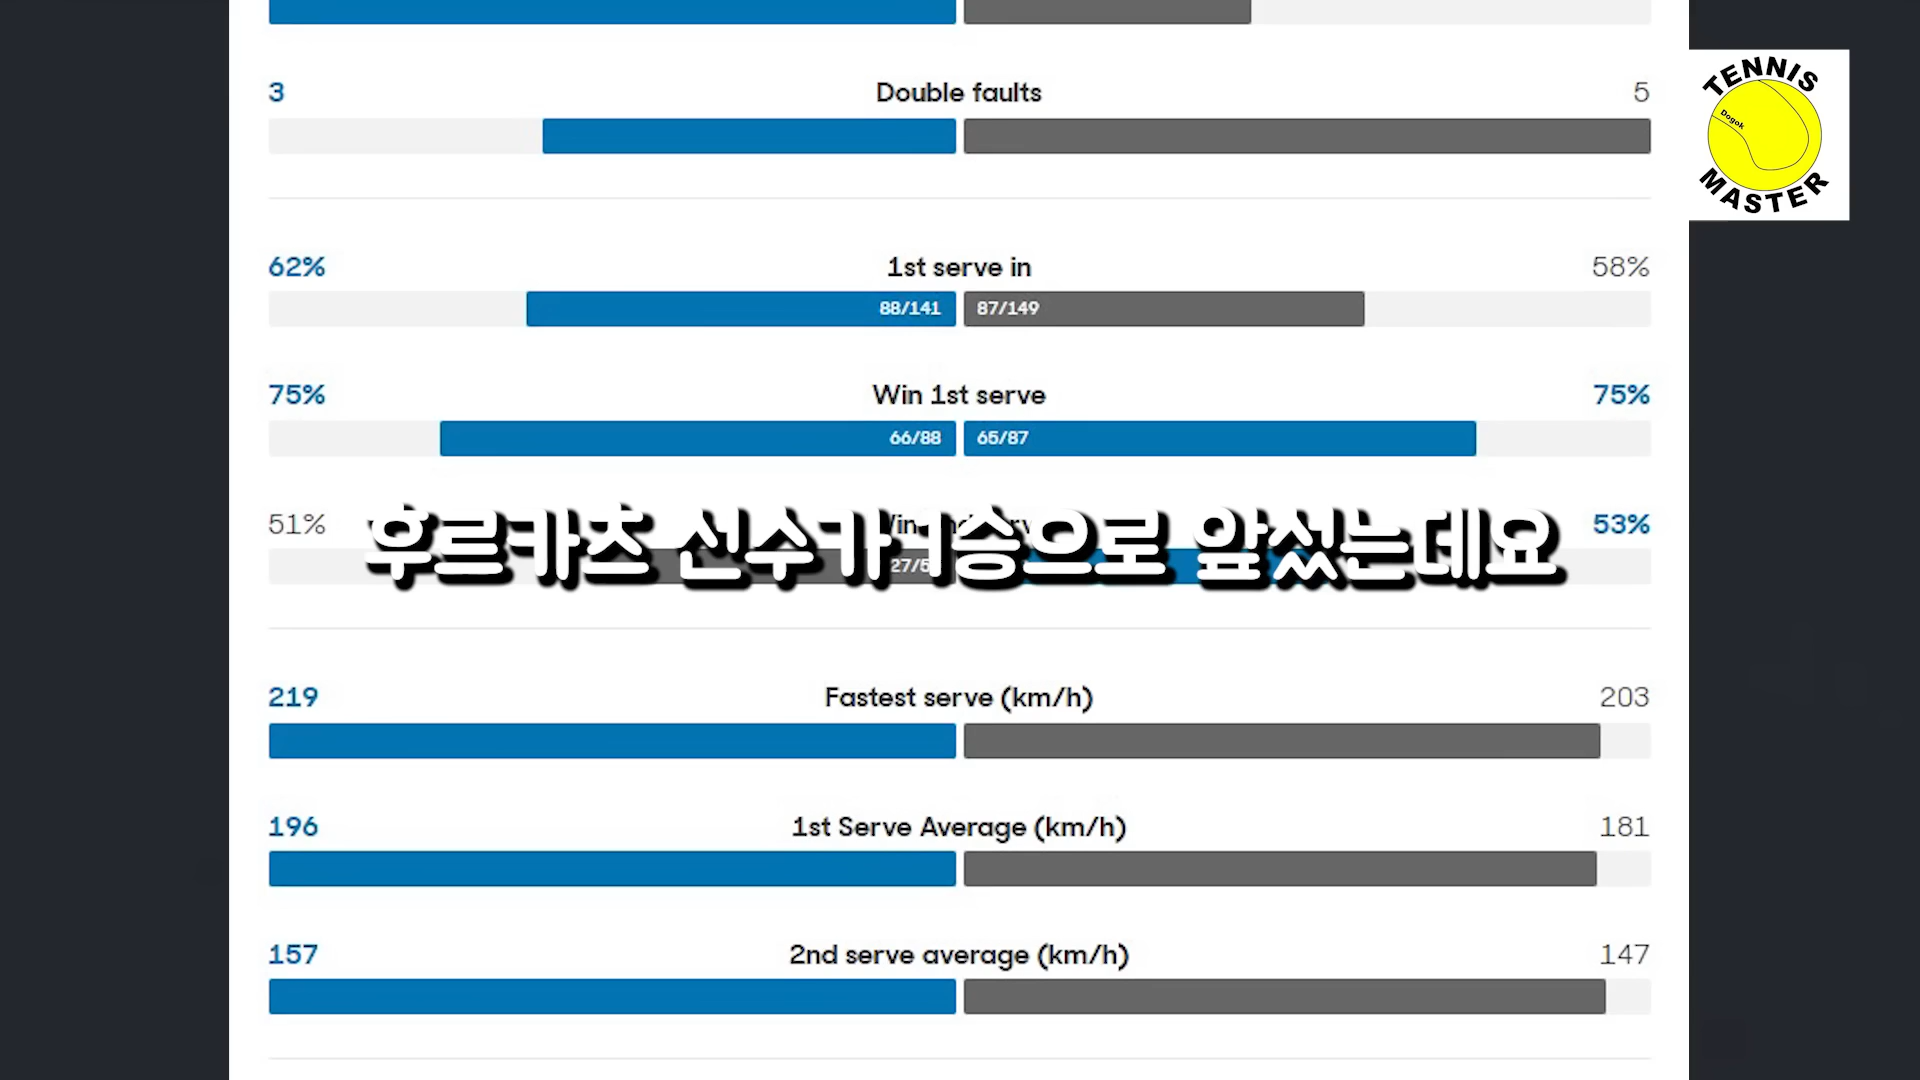 TENNIS
Dogok
MASTER
3 Double faults 5
62% 1st serve in 58%
88/141 87/149
75% Win 1st serve 75%
66/88 65/87
51% 53%
후르카츠 선수가 1승으로 앞섰는데요
219 Fastest serve (km/h) 203
196 1st Serve Average (km/h) 181
157 2nd serve average (km/h) 147